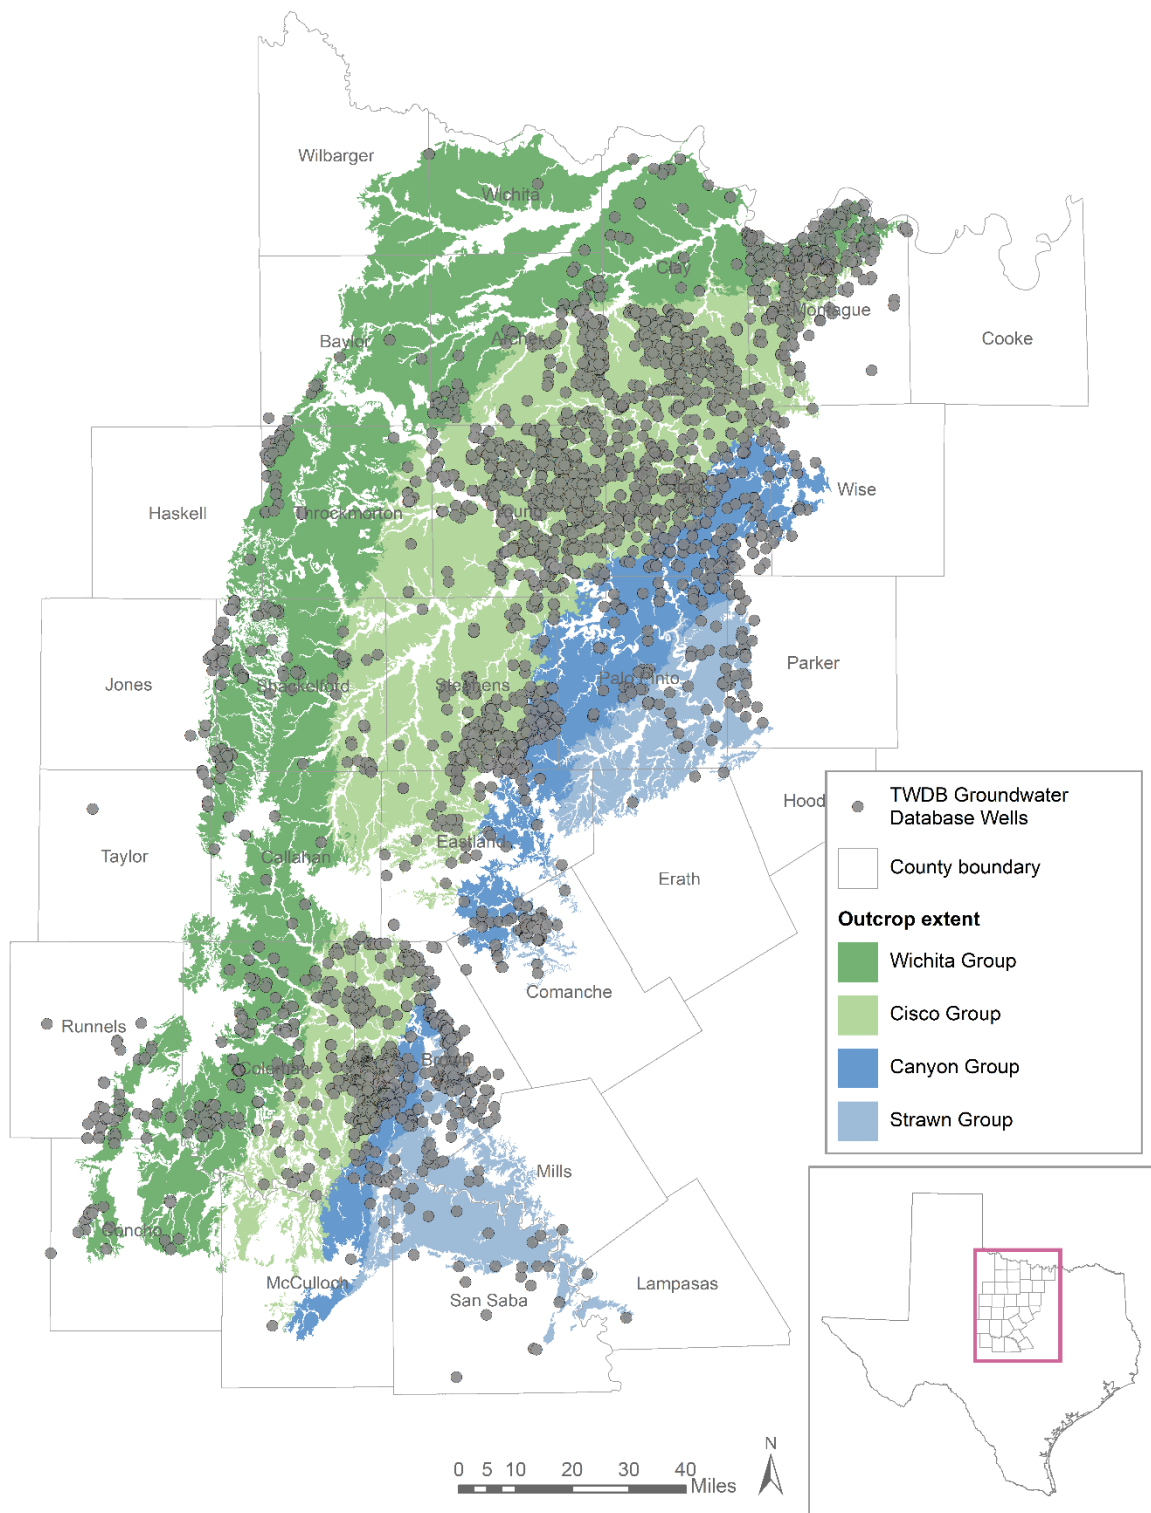 Wilbarger
Wichita
Clay
Montague
Cooke
Baylor
Archer
Haskell
Throckmorton
Young
Wise
Jones
Shackelford
Stephens
Palo Pinto
Parker
Hood
Taylor
Callahan
Eastland
Erath
Comanche
Runnels
Coleman
Brown
Mills
Concho
McCulloch
San Saba
Lampasas
TWDB Groundwater
Database Wells
County boundary
Outcrop extent
Wichita Group
Cisco Group
Canyon Group
Strawn Group
N
0 5 10 20 30 40
Miles